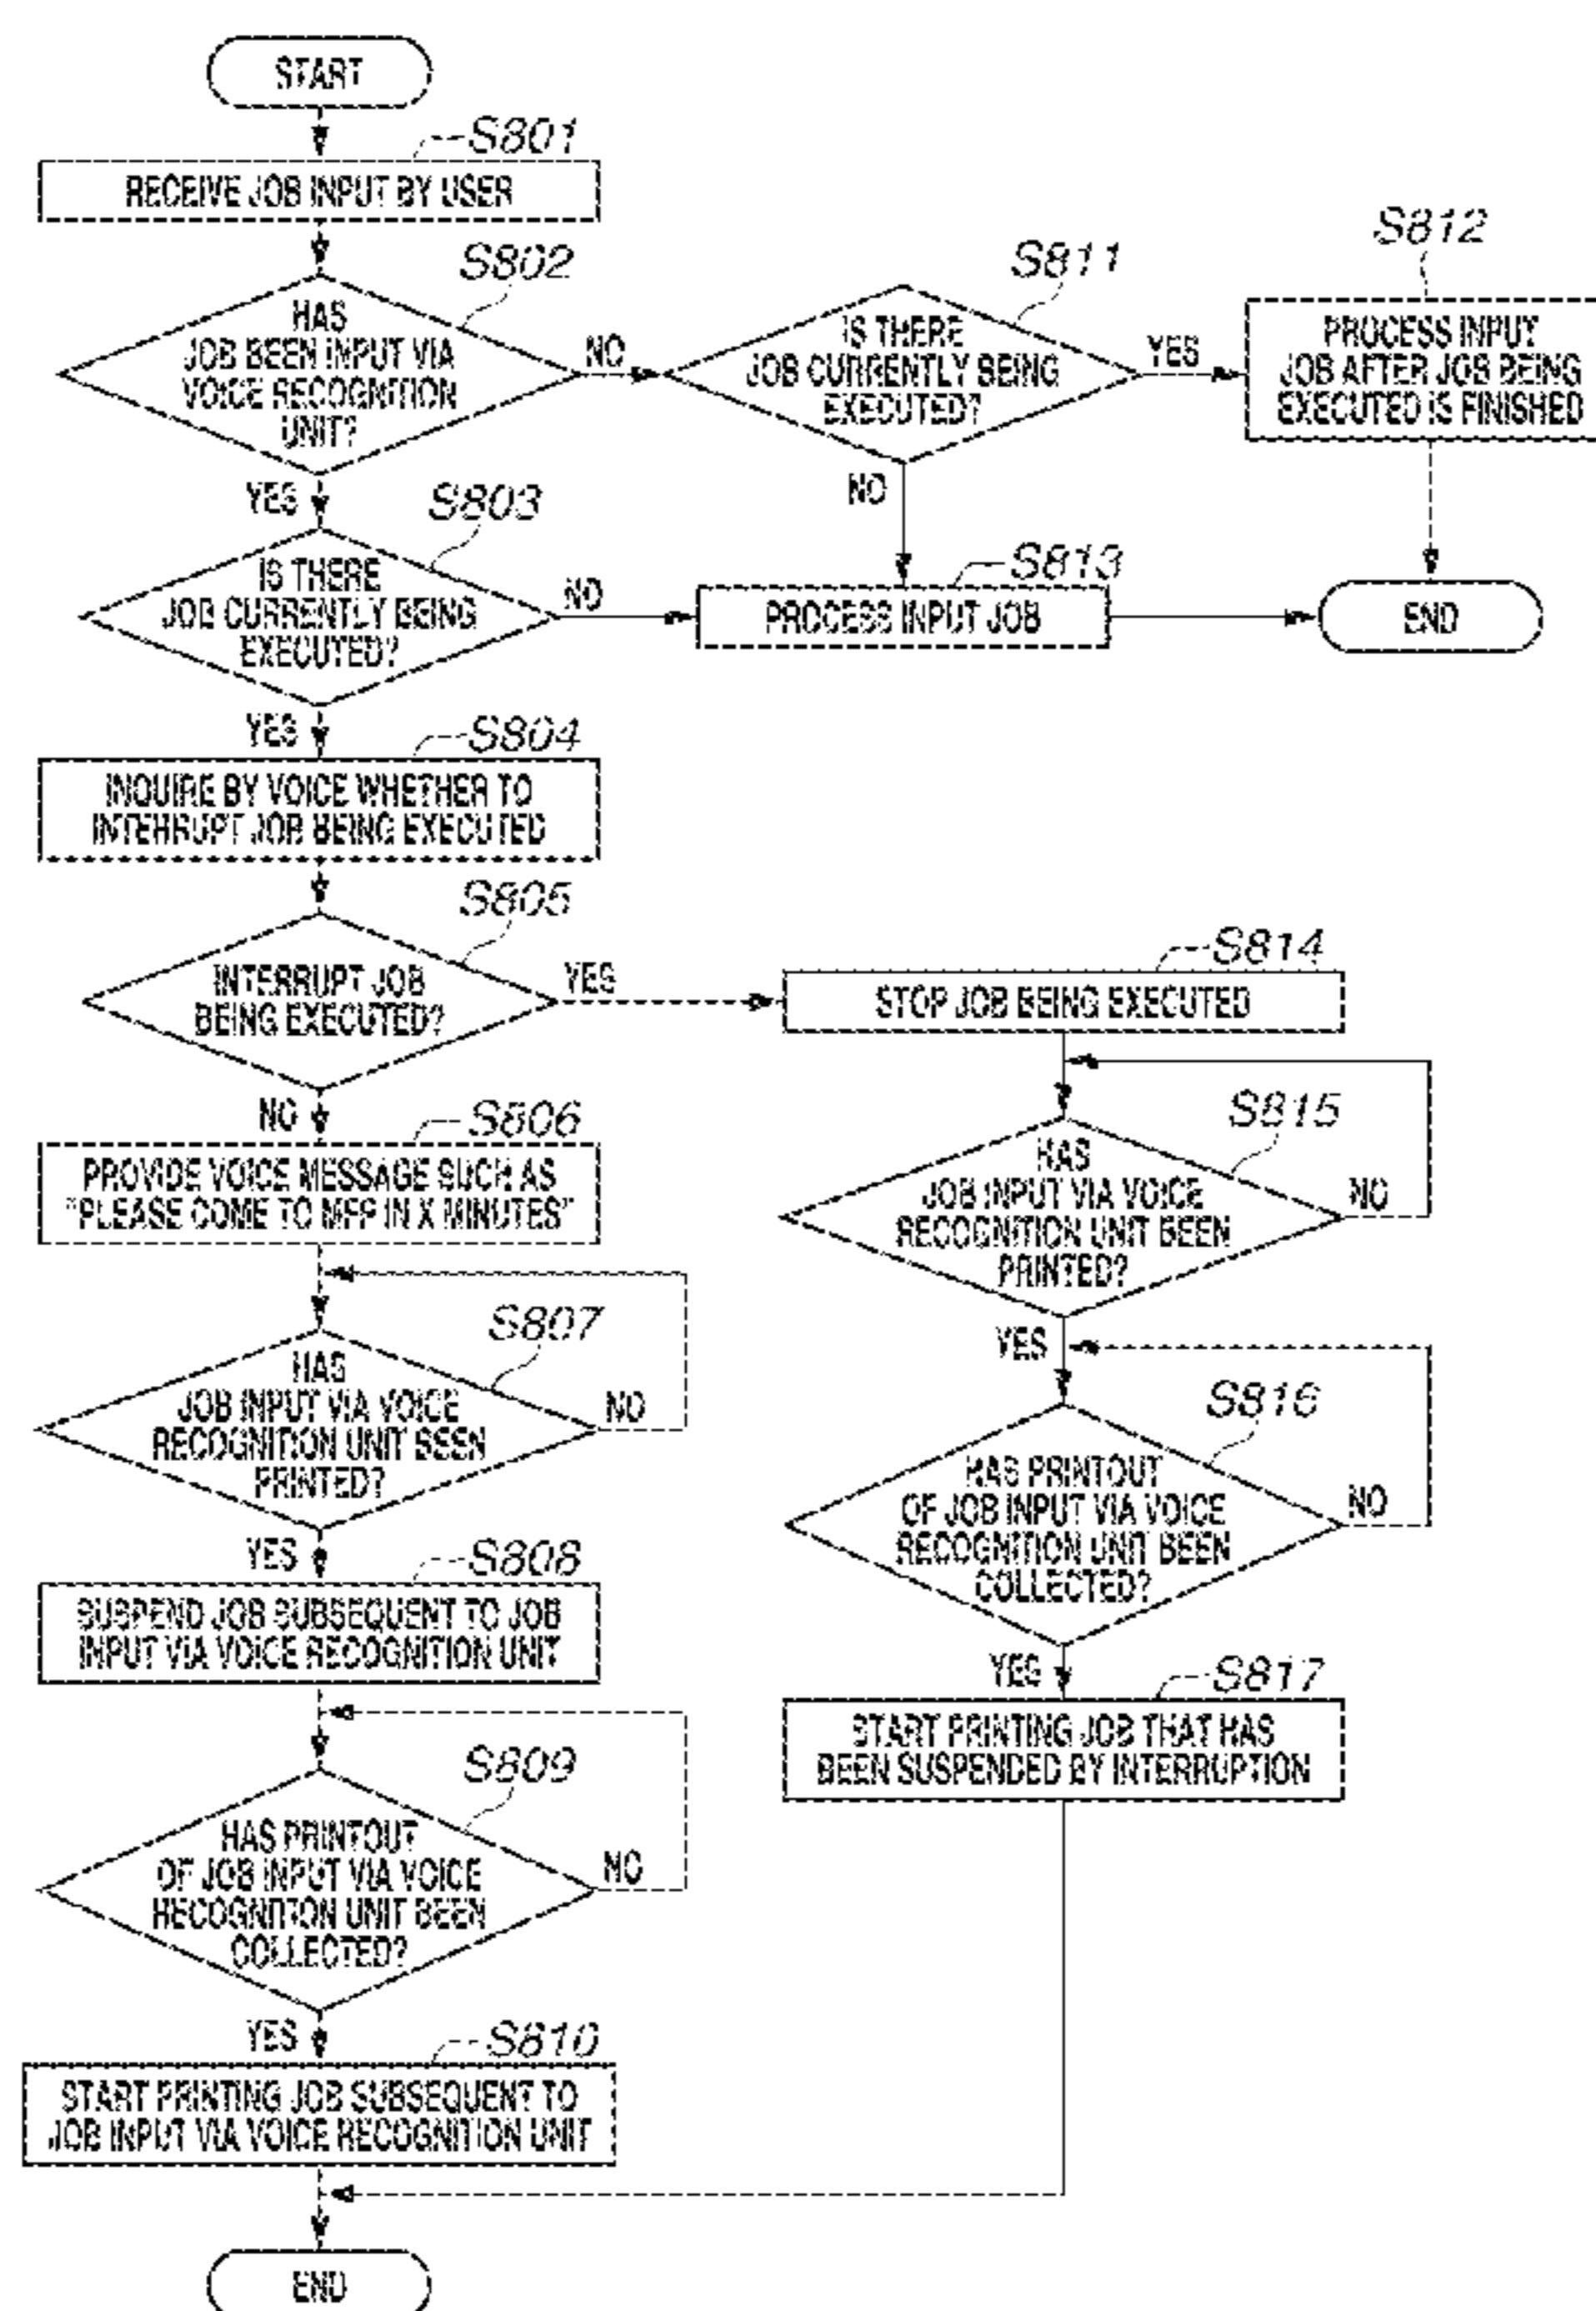 START
S801
RECEIVE JOB INPUT BY USER
S802
HAS
JOB BEEN INPUT VIA
VOICE RECOGNITION
UNIT?
NO
S811
IS THERE
JOB CURRENTLY BEING
EXECUTED?
YES
S812
PROCESS INPUT
JOB AFTER JOB BEING
EXECUTED IS FINISHED
YES
NO
S803
IS THERE
JOB CURRENTLY BEING
EXECUTED?
NO
S813
PROCESS INPUT JOB
END
YES
S804
INQUIRE BY VOICE WHETHER TO
INTERRUPT JOB BEING EXECUTED
S805
INTERRUPT JOB
BEING EXECUTED?
YES
S814
STOP JOB BEING EXECUTED
NO
S806
PROVIDE VOICE MESSAGE SUCH AS
"PLEASE COME TO MFP IN X MINUTES"
S815
HAS
JOB INPUT VIA VOICE
RECOGNITION UNIT BEEN
PRINTED?
NO
YES
S807
HAS
JOB INPUT VIA VOICE
RECOGNITION UNIT BEEN
PRINTED?
NO
YES
S816
HAS PRINTOUT
OF JOB INPUT VIA VOICE
RECOGNITION UNIT BEEN
COLLECTED?
NO
YES
S808
SUSPEND JOB SUBSEQUENT TO JOB
INPUT VIA VOICE RECOGNITION UNIT
S817
START PRINTING JOB THAT HAS
BEEN SUSPENDED BY INTERRUPTION
S809
HAS PRINTOUT
OF JOB INPUT VIA VOICE
RECOGNITION UNIT BEEN
COLLECTED?
NO
YES
S810
START PRINTING JOB SUBSEQUENT TO
JOB INPUT VIA VOICE RECOGNITION UNIT
END